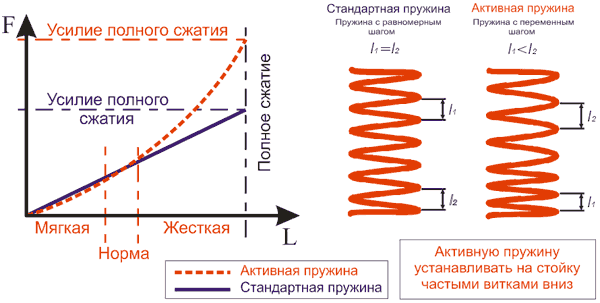 F
Усилие полного сжатия
Усилие полного
сжатия
Полное сжатие
Мягкая
Жесткая
L
Норма
Активная пружина
Стандартная пружина
Стандартная пружина
Пружина с равномерным
шагом
l1=l2
l1
l2
Активная пружина
Пружина с переменным
шагом
l1<l2
l2
l1
Активную пружину
устанавливать на стойку
частыми витками вниз